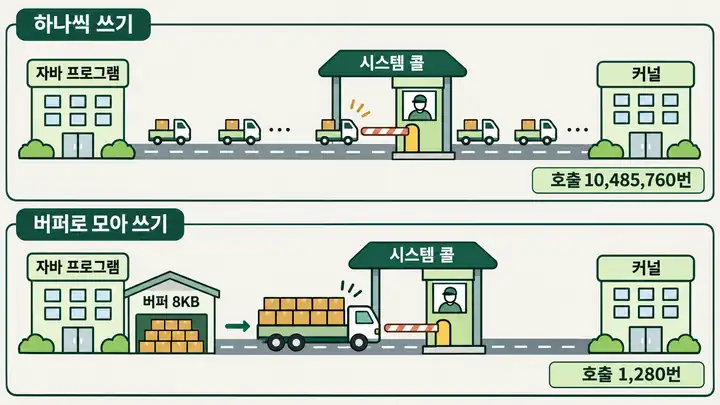 하나씩 쓰기
자바 프로그램
시스템 콜
커널
호출 10,485,760번
버퍼로 모아 쓰기
자바 프로그램
버퍼 8KB
시스템 콜
커널
호출 1,280번